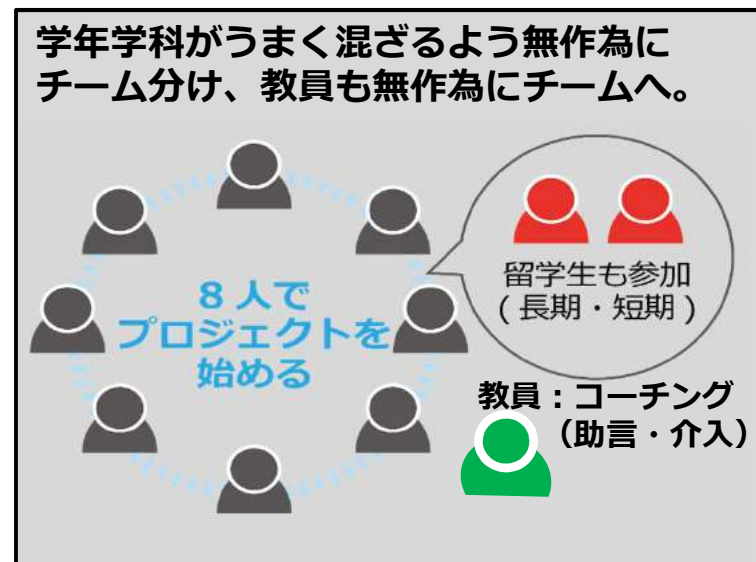 学年学科がうまく混ざるよう無作為に
チーム分け、教員も無作為にチームへ。
8人で
プロジェクトを
始める
留学生も参加
(長期・短期)
教員：コーチング
（助言・介入）